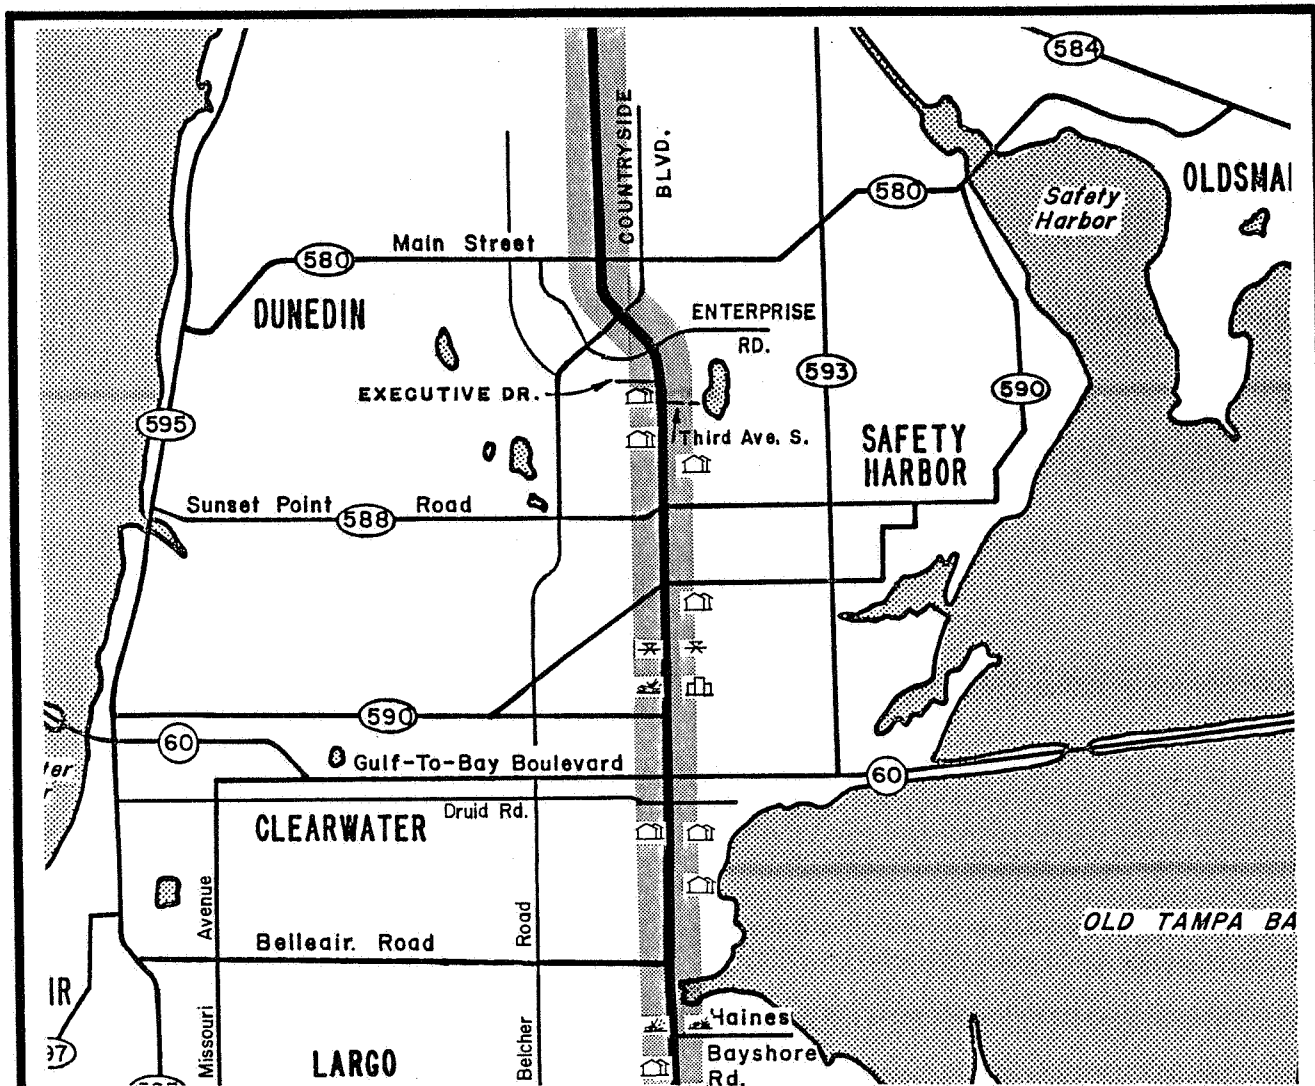 584
COUNTRYSIDE
BLVD.
580
OLDSMA
Safety
Harbor
Main Street
580
DUNEDIN
ENTERPRISE
RD.
593
590
EXECUTIVE DR.
595
Third Ave. S.
SAFETY
HARBOR
Sunset Point 588 Road
590
60
Gulf-To-Bay Boulevard
60
ter
r
Druid Rd.
CLEARWATER
Missouri Avenue
Belcher Road
OLD TAMPA BA
Belleair. Road
IR
Haines
97
LARGO
Bayshore
Rd.